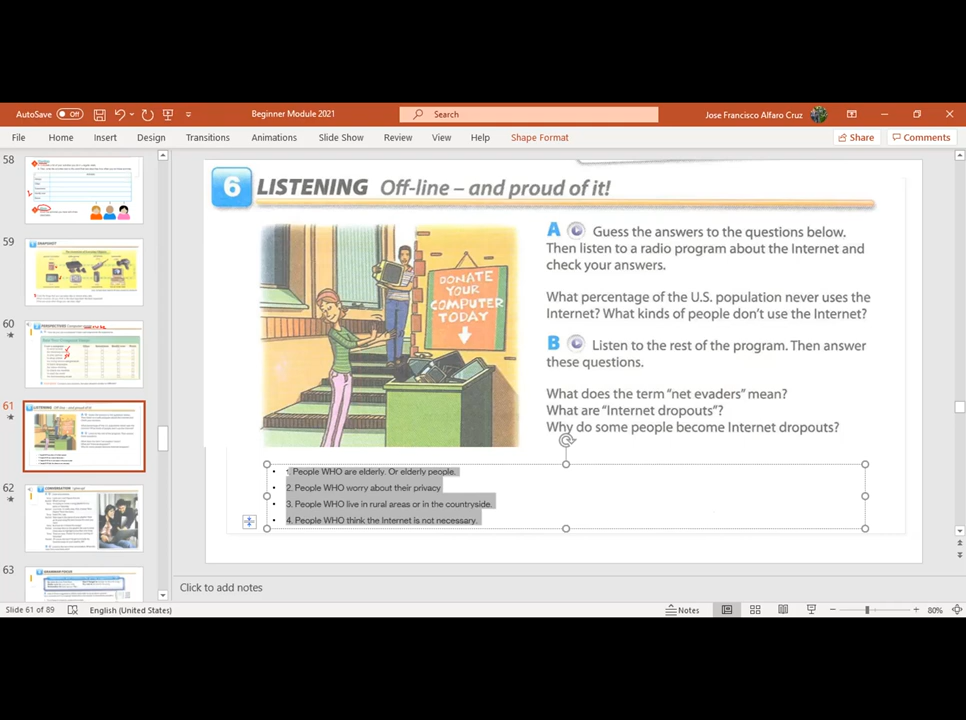 AutoSave Off
Beginner Module 2021
Search
Jose Francisco Alfaro Cruz
File Home Insert Design Transitions Animations Slide Show Review View Help Shape Format
Share Comments
58
59
60
61
62
63
6 LISTENING Off-line – and proud of it!
DONATE
YOUR
COMPUTER
TODAY
A Guess the answers to the questions below.
Then listen to a radio program about the Internet and
check your answers.
What percentage of the U.S. population never uses the
Internet? What kinds of people don't use the Internet?
B Listen to the rest of the program. Then answer
these questions.
What does the term “net evaders” mean?
What are “Internet dropouts”?
Why do some people become Internet dropouts?
• 1. People WHO are elderly. Or elderly people.
• 2. People WHO worry about their privacy
• 3. People WHO live in rural areas or in the countryside.
• 4. People WHO think the Internet is not necessary.
Click to add notes
Slide 61 of 89 English (United States) Notes 80%